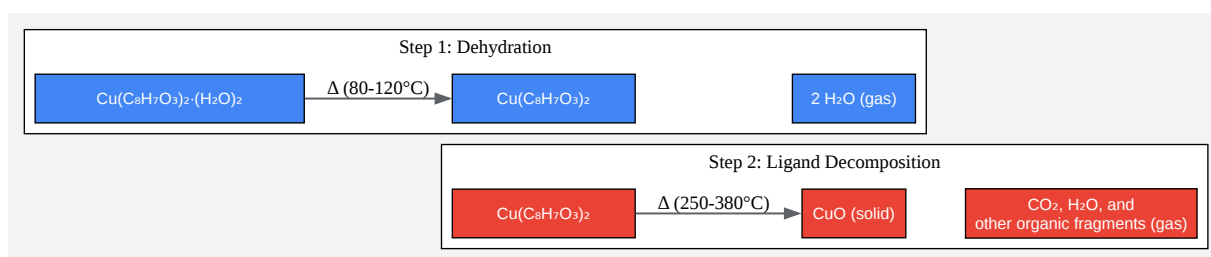 Step 1: Dehydration
Cu(C₈H₇O₃)₂·(H₂O)₂
Δ (80-120°C)
Cu(C₈H₇O₃)₂
2 H₂O (gas)
Step 2: Ligand Decomposition
Cu(C₈H₇O₃)₂
Δ (250-380°C)
CuO (solid)
CO₂, H₂O, and
other organic fragments (gas)